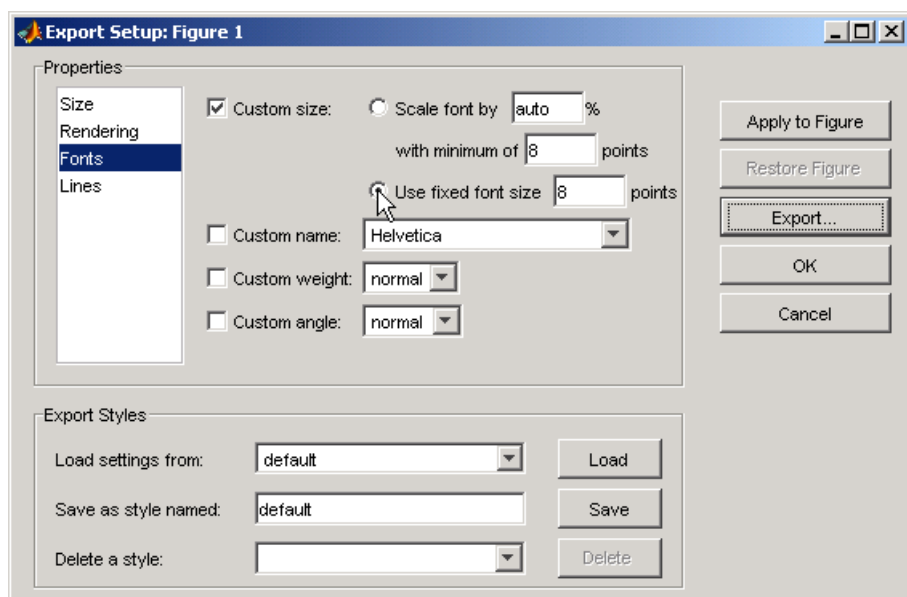 Export Setup: Figure 1
Properties
Size
Rendering
Fonts
Lines
Custom size:
Scale font by auto %
with minimum of 8 points
Use fixed font size 8 points
Custom name: Helvetica
Custom weight: normal
Custom angle: normal
Apply to Figure
Restore Figure
Export...
OK
Cancel
Export Styles
Load settings from: default Load
Save as style named: default Save
Delete a style: Delete